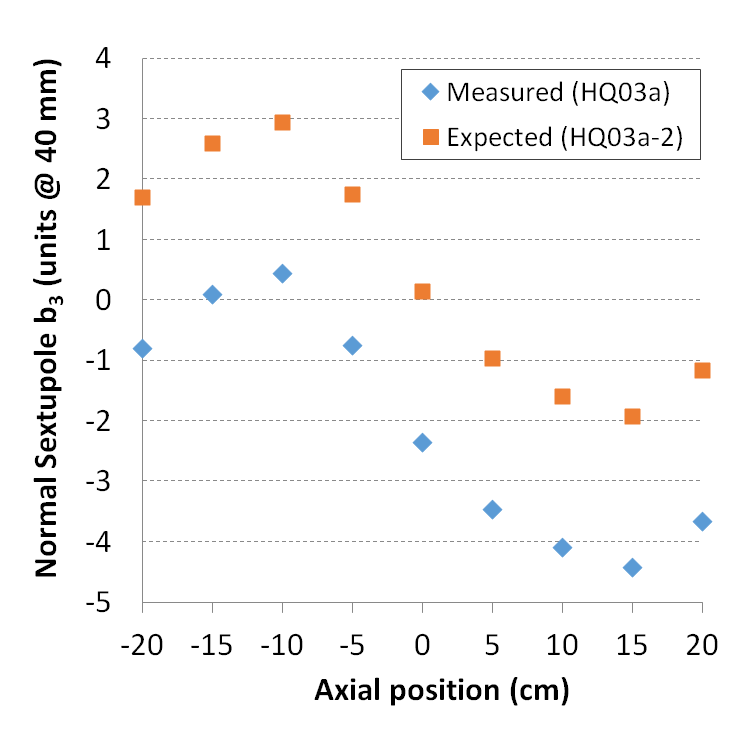 Normal Sextupole b₃ (units @ 40 mm)
4
3
2
1
0
-1
-2
-3
-4
-5
Measured (HQ03a)
Expected (HQ03a-2)
-20 -15 -10 -5 0 5 10 15 20
Axial position (cm)